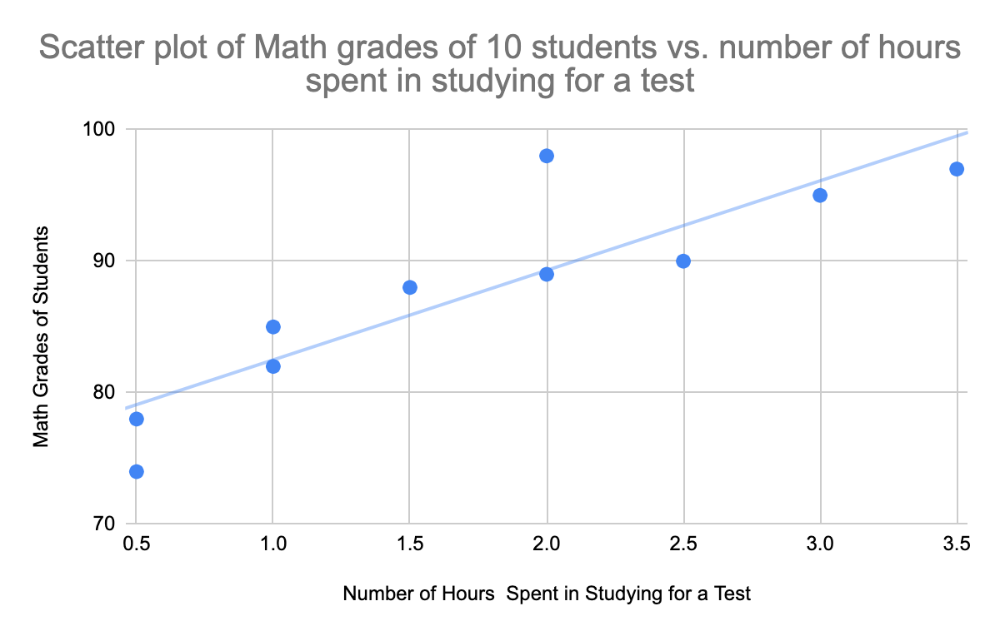 Scatter plot of Math grades of 10 students vs. number of hours
spent in studying for a test
Math Grades of Students
100
90
80
70
0.5 1.0 1.5 2.0 2.5 3.0 3.5
Number of Hours  Spent in Studying for a Test